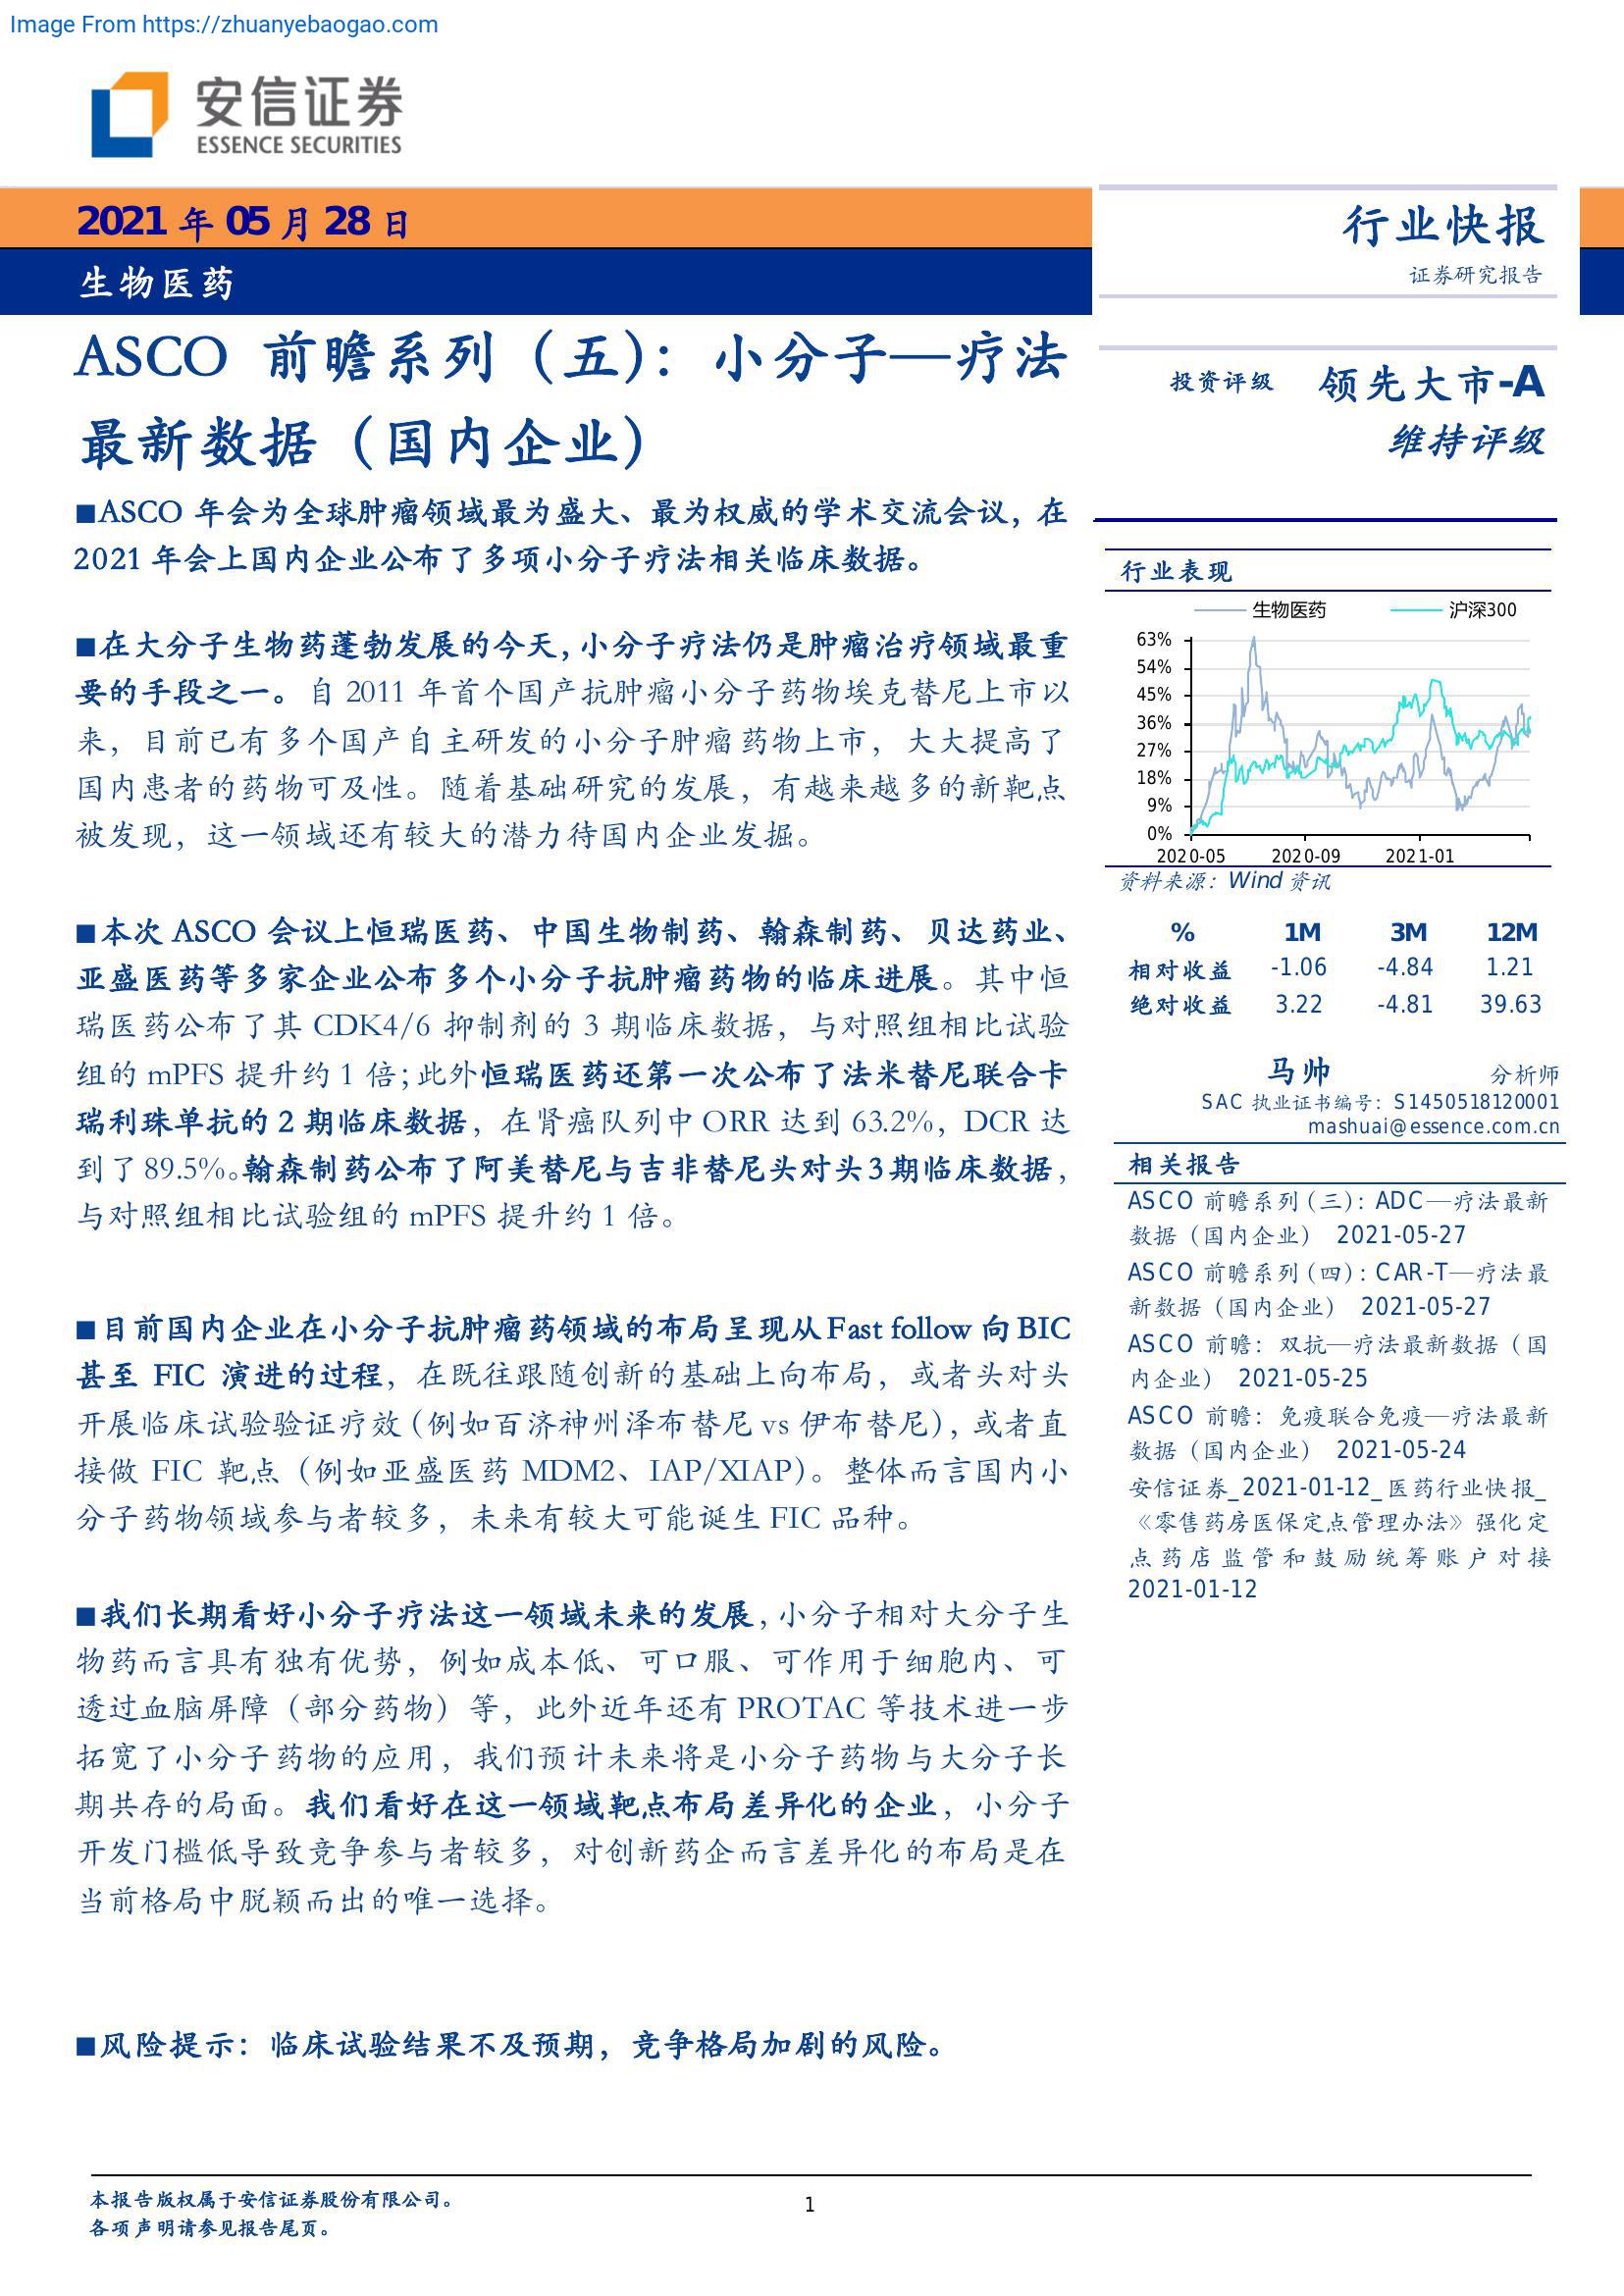 Image From https://zhuanyebaogao.com
安信证券
ESSENCE SECURITIES
2021 年 05 月 28 日
生物医药
行业快报
证券研究报告
ASCO 前瞻系列（五）：小分子—疗法
最新数据（国内企业）
投资评级 领先大市-A
维持评级
■ASCO 年会为全球肿瘤领域最为盛大、最为权威的学术交流会议，在
2021 年会上国内企业公布了多项小分子疗法相关临床数据。
■在大分子生物药蓬勃发展的今天，小分子疗法仍是肿瘤治疗领域最重
要的手段之一。自 2011 年首个国产抗肿瘤小分子药物埃克替尼上市以
来，目前已有多个国产自主研发的小分子肿瘤药物上市，大大提高了
国内患者的药物可及性。随着基础研究的发展，有越来越多的新靶点
被发现，这一领域还有较大的潜力待国内企业发掘。
■本次 ASCO 会议上恒瑞医药、中国生物制药、翰森制药、贝达药业、
亚盛医药等多家企业公布多个小分子抗肿瘤药物的临床进展。其中恒
瑞医药公布了其 CDK4/6 抑制剂的 3 期临床数据，与对照组相比试验
组的 mPFS 提升约 1 倍；此外恒瑞医药还第一次公布了法米替尼联合卡
瑞利珠单抗的 2 期临床数据，在肾癌队列中 ORR 达到 63.2%，DCR 达
到了 89.5%。翰森制药公布了阿美替尼与吉非替尼头对头 3 期临床数据，
与对照组相比试验组的 mPFS 提升约 1 倍。
■目前国内企业在小分子抗肿瘤药领域的布局呈现从 Fast follow 向 BIC
甚至 FIC 演进的过程，在既往跟随创新的基础上向布局，或者头对头
开展临床试验验证疗效（例如百济神州泽布替尼 vs 伊布替尼），或者直
接做 FIC 靶点（例如亚盛医药 MDM2、IAP/XIAP）。整体而言国内小
分子药物领域参与者较多，未来有较大可能诞生 FIC 品种。
■我们长期看好小分子疗法这一领域未来的发展，小分子相对大分子生
物药而言具有独有优势，例如成本低、可口服、可作用于细胞内、可
透过血脑屏障（部分药物）等，此外近年还有 PROTAC 等技术进一步
拓宽了小分子药物的应用，我们预计未来将是小分子药物与大分子长
期共存的局面。我们看好在这一领域靶点布局差异化的企业，小分子
开发门槛低导致竞争参与者较多，对创新药企而言差异化的布局是在
当前格局中脱颖而出的唯一选择。
■风险提示：临床试验结果不及预期，竞争格局加剧的风险。
行业表现
生物医药 沪深300
63%
54%
45%
36%
27%
18%
9%
0%
2020-05 2020-09 2021-01
资料来源：Wind 资讯
% 1M 3M 12M
相对收益 -1.06 -4.84 1.21
绝对收益 3.22 -4.81 39.63
马帅 分析师
SAC 执业证书编号：S1450518120001
mashuai@essence.com.cn
相关报告
ASCO 前瞻系列（三）：ADC—疗法最新
数据（国内企业） 2021-05-27
ASCO 前瞻系列（四）：CAR-T—疗法最
新数据（国内企业） 2021-05-27
ASCO 前瞻：双抗—疗法最新数据（国
内企业） 2021-05-25
ASCO 前瞻：免疫联合免疫—疗法最新
数据（国内企业） 2021-05-24
安信证券_2021-01-12_医药行业快报_
《零售药房医保定点管理办法》强化定
点药店监管和鼓励统筹账户对接
2021-01-12
本报告版权属于安信证券股份有限公司。
各项声明请参见报告尾页。
1